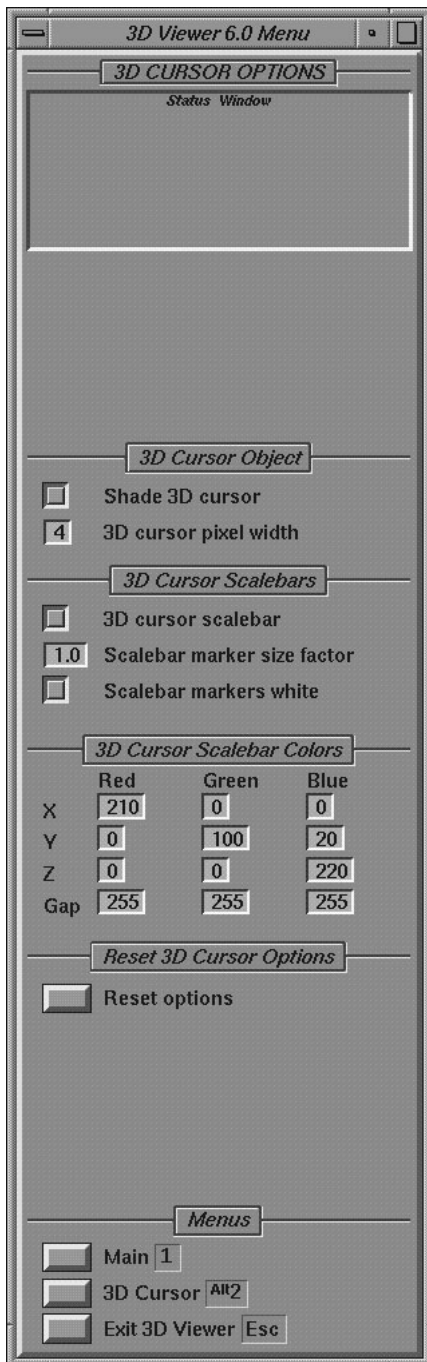 3D Viewer 6.0 Menu
3D CURSOR OPTIONS
Status Window
3D Cursor Object
Shade 3D cursor
4 3D cursor pixel width
3D Cursor Scalebars
3D cursor scalebar
1.0 Scalebar marker size factor
Scalebar markers white
3D Cursor Scalebar Colors
Red Green Blue
X 210 0 0
Y 0 100 20
Z 0 0 220
Gap 255 255 255
Reset 3D Cursor Options
Reset options
Menus
Main 1
3D Cursor Alt2
Exit 3D Viewer Esc